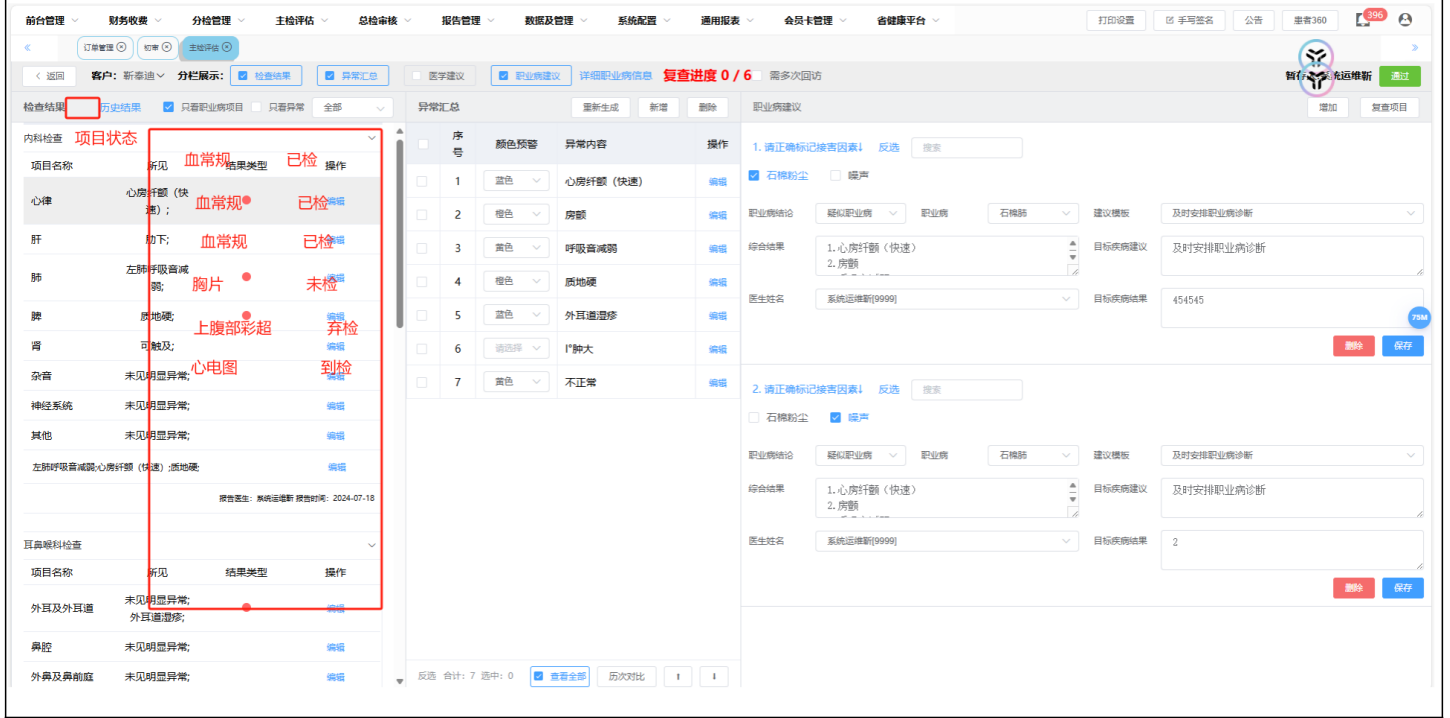 前台管理 财务收费 分检管理 主检评估 总检审核 报告管理 数据及管理 系统配置 通用报表 会员卡管理 省健康平台 打印设置 手写签名 公告 患者360 396
订单管理 初审 主检评估
返回 客户: 靳泰迪 分栏展示: 检查结果 异常汇总 医学建议 职业病建议 详细职业病信息 复查进度 0 / 6 需多次回访 暂存 统运维新 通过
检查结果 历史结果 只看职业病项目 只看异常 全部
内科检查 项目状态
项目名称 所见 结果类型 操作
血常规 已检
心律 心房纤颤（快速）; 编辑
血常规 已检
肝 肋下; 编辑
血常规 已检
肺 左肺呼吸音减弱; 编辑
胸片 未检
脾 质地硬; 编辑
上腹部彩超 弃检
肾 可触及; 编辑
心电图 到检
杂音 未见明显异常; 编辑
神经系统 未见明显异常; 编辑
其他 未见明显异常; 编辑
左肺呼吸音减弱;心房纤颤（快速）;质地硬; 编辑
报告医生: 系统运维新 报告时间: 2024-07-18
耳鼻喉科检查
项目名称 所见 结果类型 操作
外耳及外耳道 未见明显异常; 外耳道湿疹; 编辑
鼻腔 未见明显异常; 编辑
外鼻及鼻前庭 未见明显异常; 编辑
异常汇总 重新生成 新增 删除
序号 颜色预警 异常内容 操作
1 蓝色 心房纤颤（快速） 编辑
2 橙色 房颤 编辑
3 黄色 呼吸音减弱 编辑
4 橙色 质地硬 编辑
5 蓝色 外耳道湿疹 编辑
6 请选择 I°肿大 编辑
7 黄色 不正常 编辑
反选 合计: 7 选中: 0 查看全部 历次对比
职业病建议 增加 复查项目
1. 请正确标记接害因素↓ 反选 搜索
石棉粉尘 噪声
职业病结论 疑似职业病 职业病 石棉肺 建议模板 及时安排职业病诊断
综合结果 1.心房纤颤（快速） 目标疾病建议 及时安排职业病诊断
2.房颤
医生姓名 系统运维新[9999] 目标疾病结果 454545
75M
删除 保存
2. 请正确标记接害因素↓ 反选 搜索
石棉粉尘 噪声
职业病结论 疑似职业病 职业病 石棉肺 建议模板 及时安排职业病诊断
综合结果 1.心房纤颤（快速） 目标疾病建议 及时安排职业病诊断
2.房颤
医生姓名 系统运维新[9999] 目标疾病结果 2
删除 保存